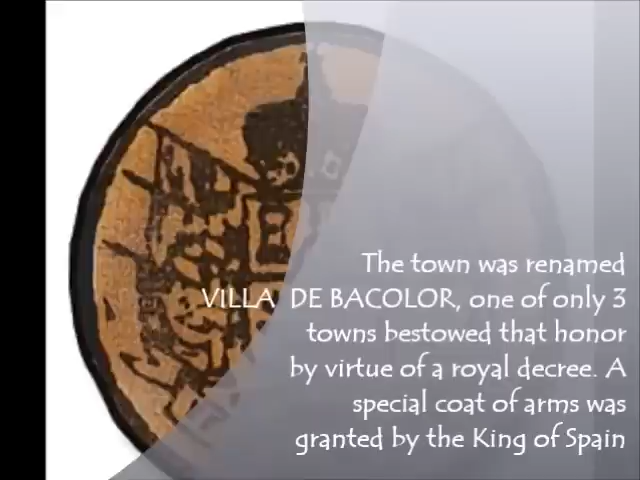 The town was renamed
VILLA DE BACOLOR, one of only 3
towns bestowed that honor
by virtue of a royal decree. A
special coat of arms was
granted by the King of Spain